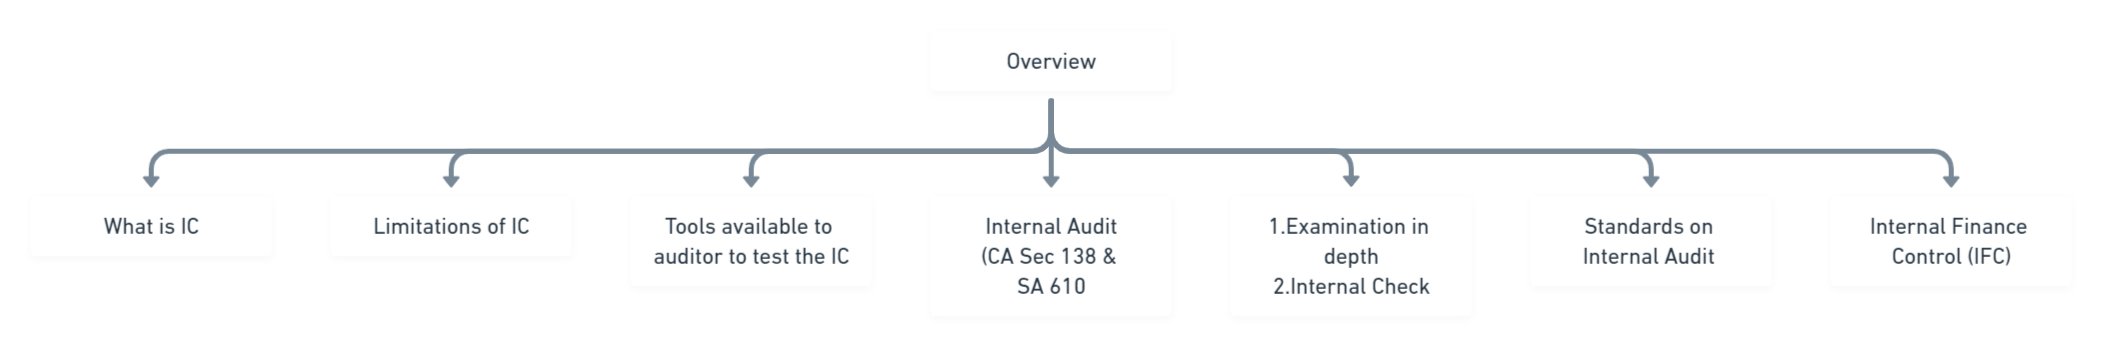 Overview
What is IC
Limitations of IC
Tools available to
auditor to test the IC
Internal Audit
(CA Sec 138 &
SA 610
1.Examination in
depth
2.Internal Check
Standards on
Internal Audit
Internal Finance
Control (IFC)